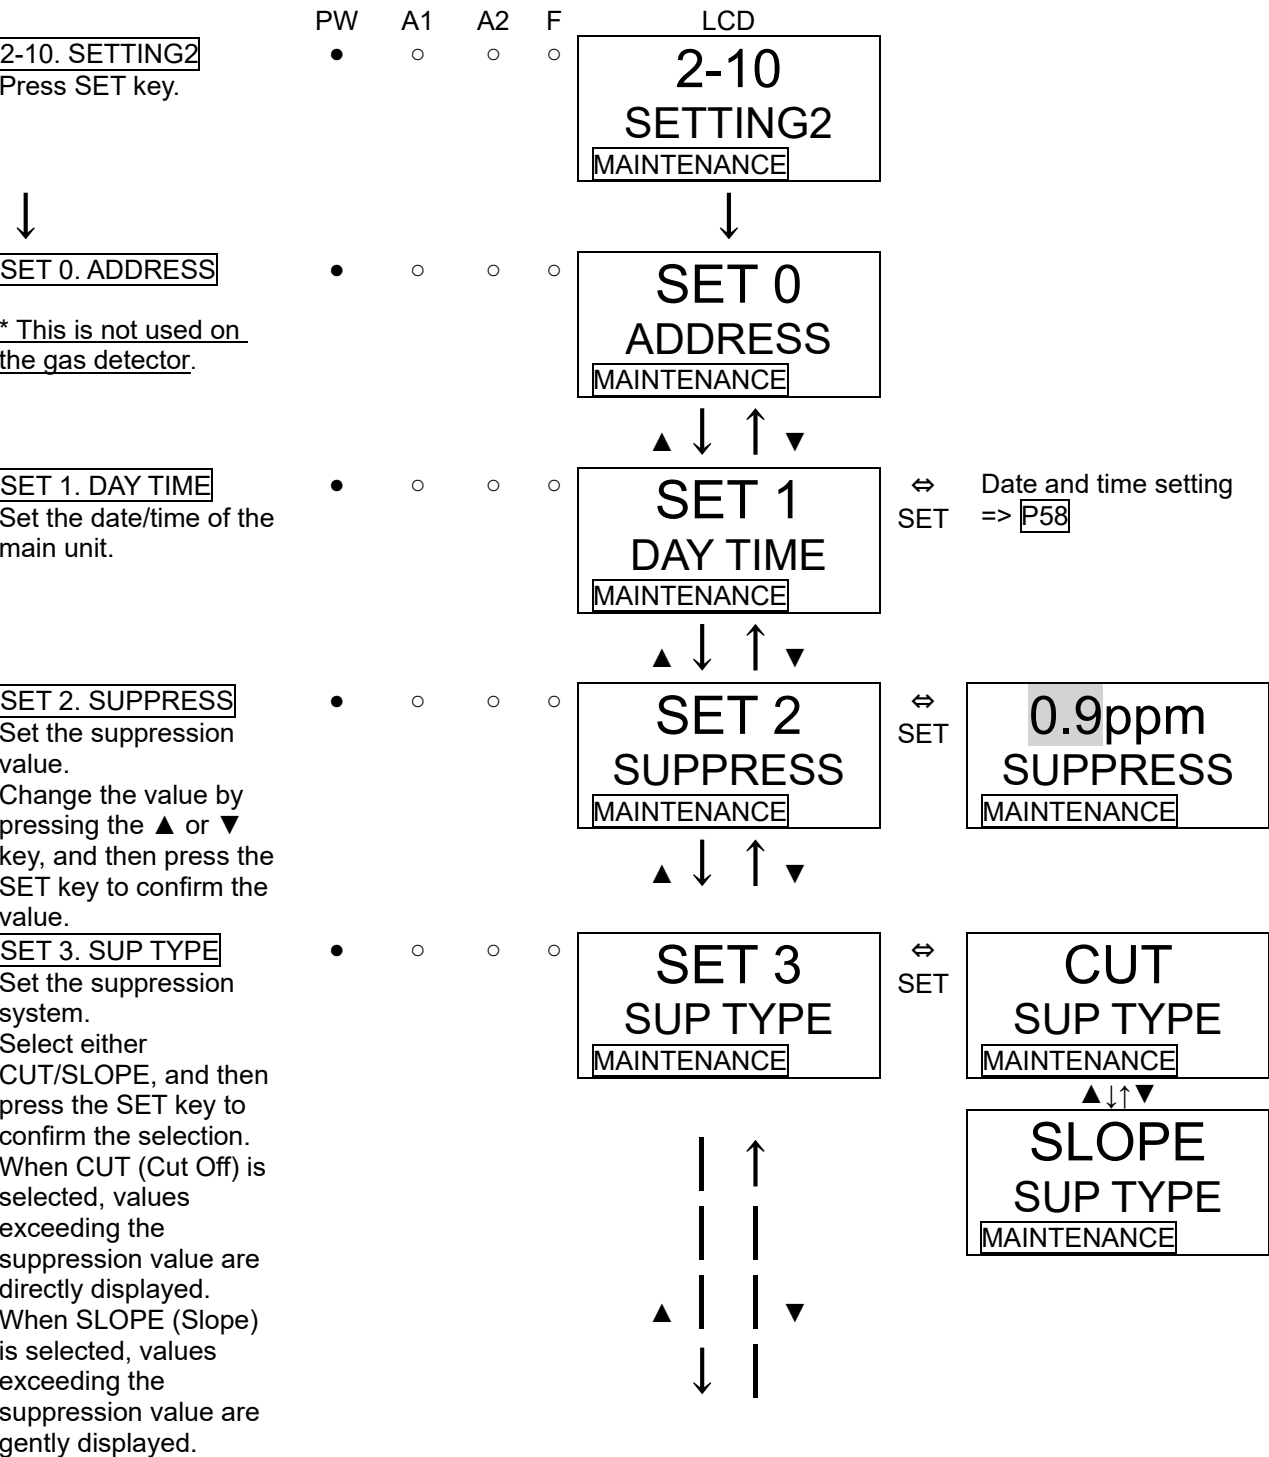 PW A1 A2 F LCD
2-10. SETTING2 ● ○ ○ ○ 2-10
Press SET key.
SETTING2
MAINTENANCE
↓ ↓
SET 0. ADDRESS ● ○ ○ ○ SET 0
* This is not used on
the gas detector.
ADDRESS
MAINTENANCE
▲ ↓ ↑ ▼
SET 1. DAY TIME ● ○ ○ ○ SET 1 ⇔ Date and time setting
Set the date/time of the
main unit.
DAY TIME
MAINTENANCE
SET => P58
▲ ↓ ↑ ▼
SET 2. SUPPRESS ● ○ ○ ○ SET 2 ⇔ 0.9ppm
Set the suppression
value.
Change the value by
pressing the ▲ or ▼
key, and then press the
SET key to confirm the
value.
SUPPRESS
MAINTENANCE
SET
SUPPRESS
MAINTENANCE
▲ ↓ ↑ ▼
SET 3. SUP TYPE ● ○ ○ ○ SET 3 ⇔ CUT
Set the suppression
system.
Select either
CUT/SLOPE, and then
press the SET key to
confirm the selection.
When CUT (Cut Off) is
selected, values
exceeding the
suppression value are
directly displayed.
When SLOPE (Slope)
is selected, values
exceeding the
suppression value are
gently displayed.
SUP TYPE
MAINTENANCE
SET
SUP TYPE
MAINTENANCE
▲↓↑▼
SLOPE
SUP TYPE
MAINTENANCE
▲ ↓ ↑ ▼